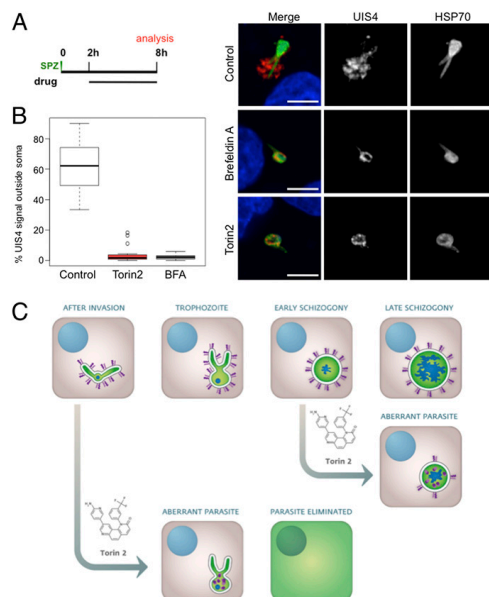 A
analysis
0 2h 8h
SPZ
drug
Merge UIS4 HSP70
Control
Brefeldin A
Torin2
B
% UIS4 signal outside soma
80
60
40
20
0
Control Torin2 BFA
C
AFTER INVASION TROPHOZOITE EARLY SCHIZOGONY LATE SCHIZOGONY
Torin 2
ABERRANT PARASITE
Torin 2
ABERRANT PARASITE PARASITE ELIMINATED